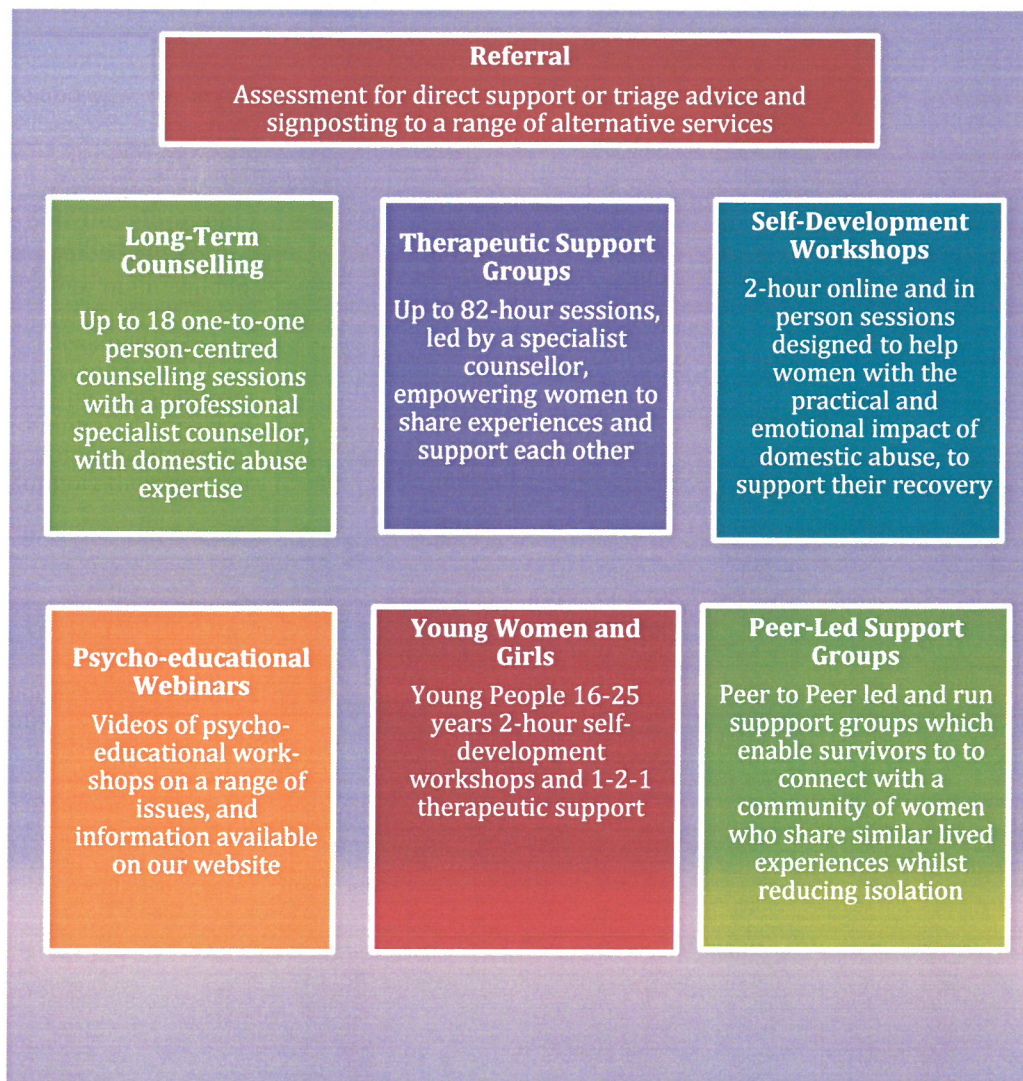 Referral
Assessment for direct support or triage advice and
signposting to a range of alternative services
Long-Term
Counselling
Up to 18 one-to-one
person-centred
counselling sessions
with a professional
specialist counsellor,
with domestic abuse
expertise
Therapeutic Support
Groups
Up to 82-hour sessions,
led by a specialist
counsellor,
empowering women to
share experiences and
support each other
Self-Development
Workshops
2-hour online and in
person sessions
designed to help
women with the
practical and
emotional impact of
domestic abuse, to
support their recovery
Psycho-educational
Webinars
Videos of psycho-
educational work-
shops on a range of
issues, and
information available
on our website
Young Women and
Girls
Young People 16-25
years 2-hour self-
development
workshops and 1-2-1
therapeutic support
Peer-Led Support
Groups
Peer to Peer led and run
suppport groups which
enable survivors to to
connect with a
community of women
who share similar lived
experiences whilst
reducing isolation